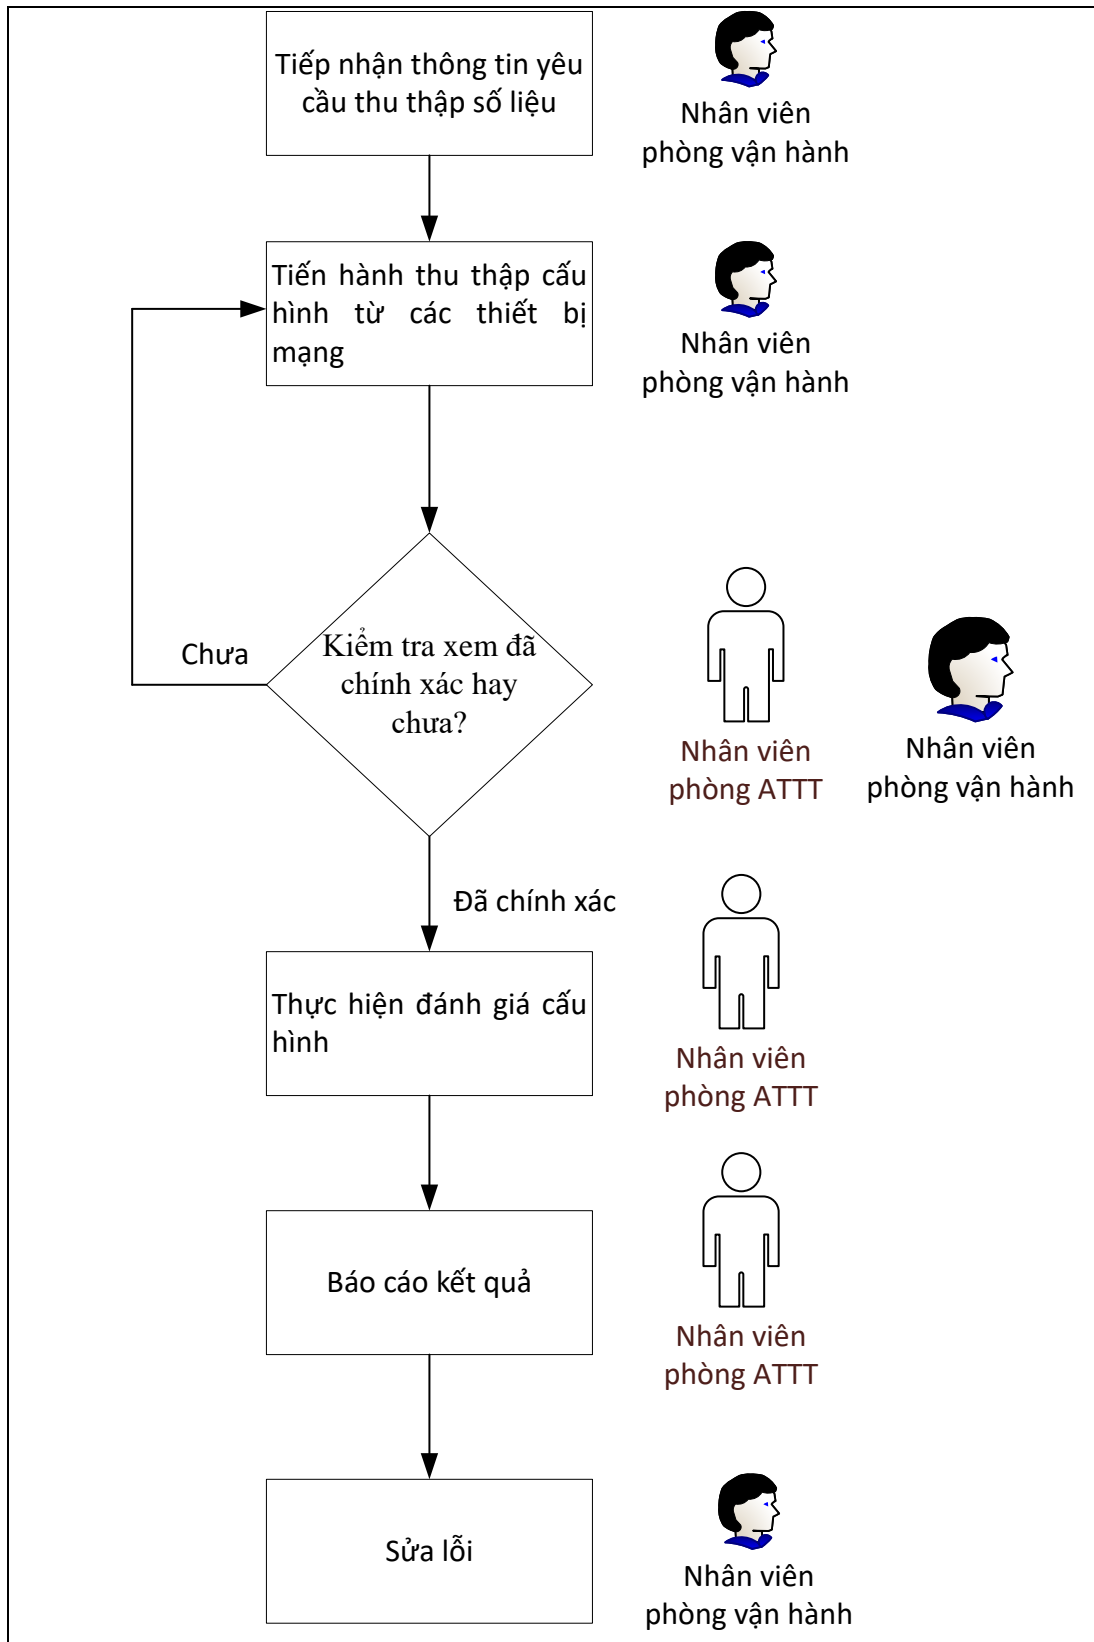 Tiếp nhận thông tin yêu
cầu thu thập số liệu
Nhân viên
phòng vận hành
Tiến hành thu thập cấu
hình từ các thiết bị
mạng
Nhân viên
phòng vận hành
Chưa
Kiểm tra xem đã
chính xác hay
chưa?
Nhân viên
phòng ATTT
Nhân viên
phòng vận hành
Đã chính xác
Thực hiện đánh giá cấu
hình
Nhân viên
phòng ATTT
Báo cáo kết quả
Nhân viên
phòng ATTT
Sửa lỗi
Nhân viên
phòng vận hành